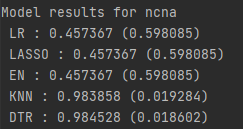 Model results for ncna
LR : 0.457367 (0.598085)
LASSO : 0.457367 (0.598085)
EN : 0.457367 (0.598085)
KNN : 0.983858 (0.019284)
DTR : 0.984528 (0.018602)